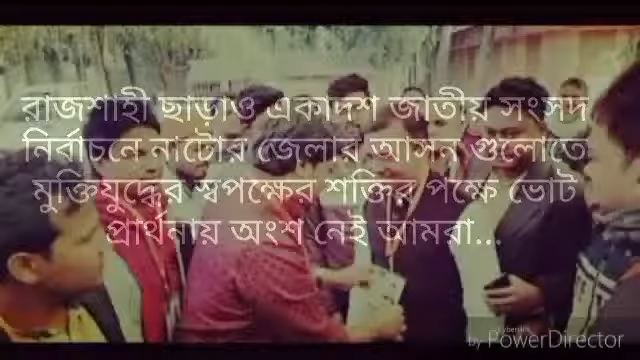 রাজশাহী ছাড়াও একাদশ জাতীয় সংসদ
নির্বাচনে নাটোর জেলার আসন গুলোতে
মুক্তিযুদ্ধের স্বপক্ষের শক্তির পক্ষে ভোট
প্রার্থনায় অংশ নেই আমরা...
by PowerDirector